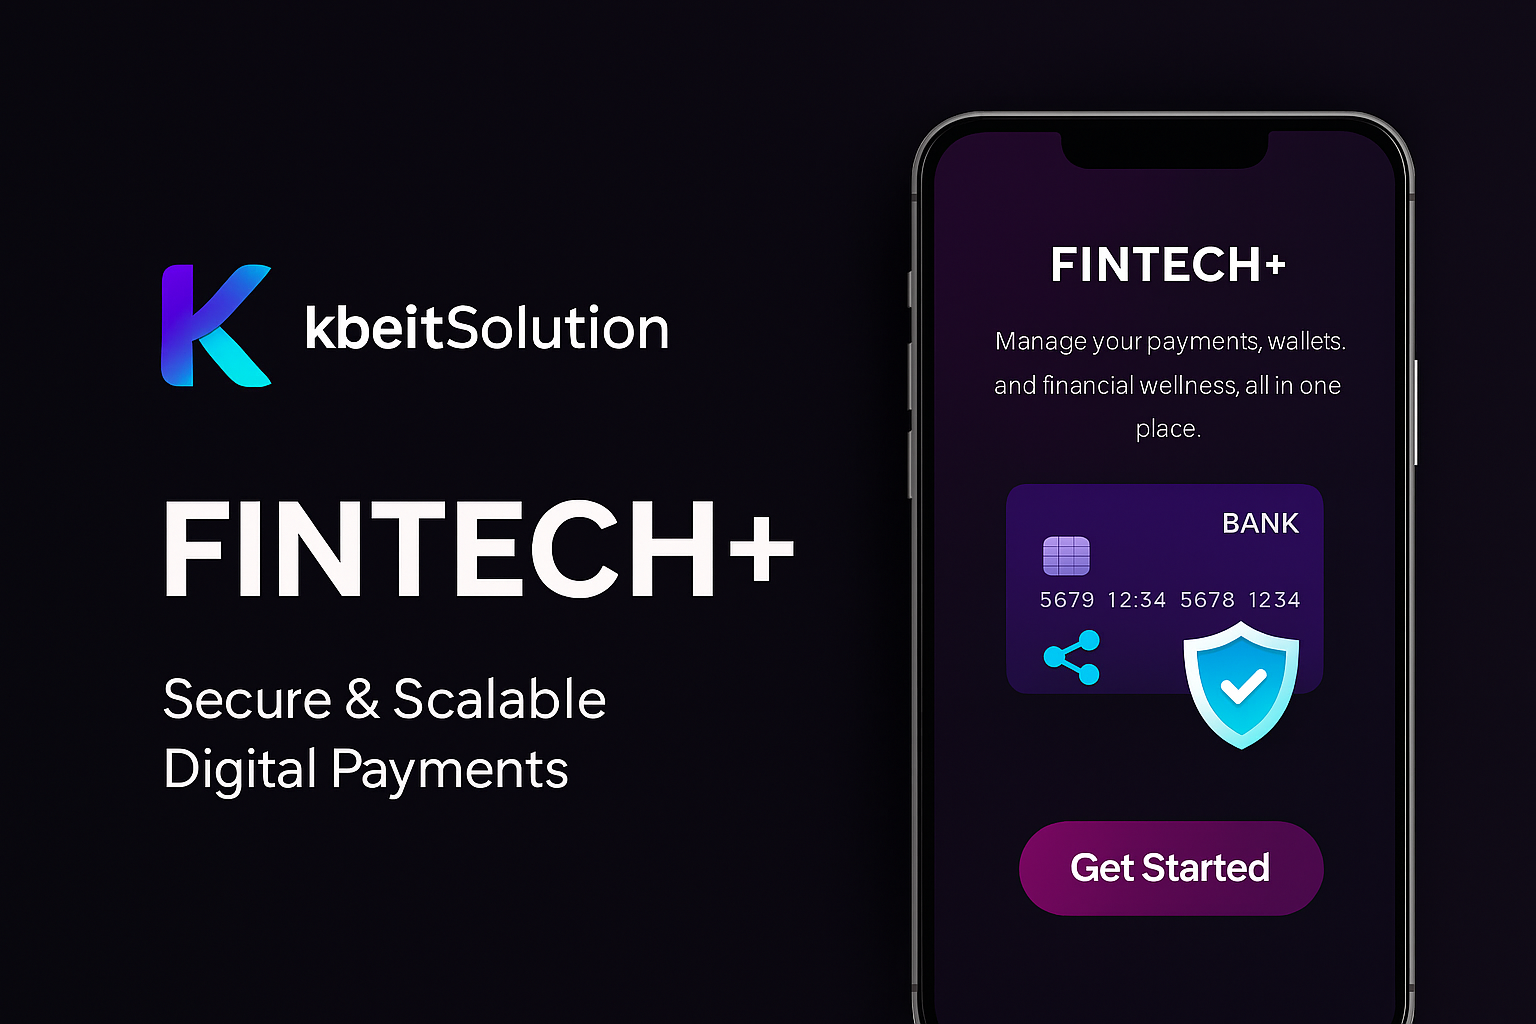 kbeitSolution
FINTECH+
Secure & Scalable
Digital Payments
FINTECH+
Manage your payments, wallets.
and financial wellness, all in one
place.
BANK
5679 12:34 5678 1234
Get Started